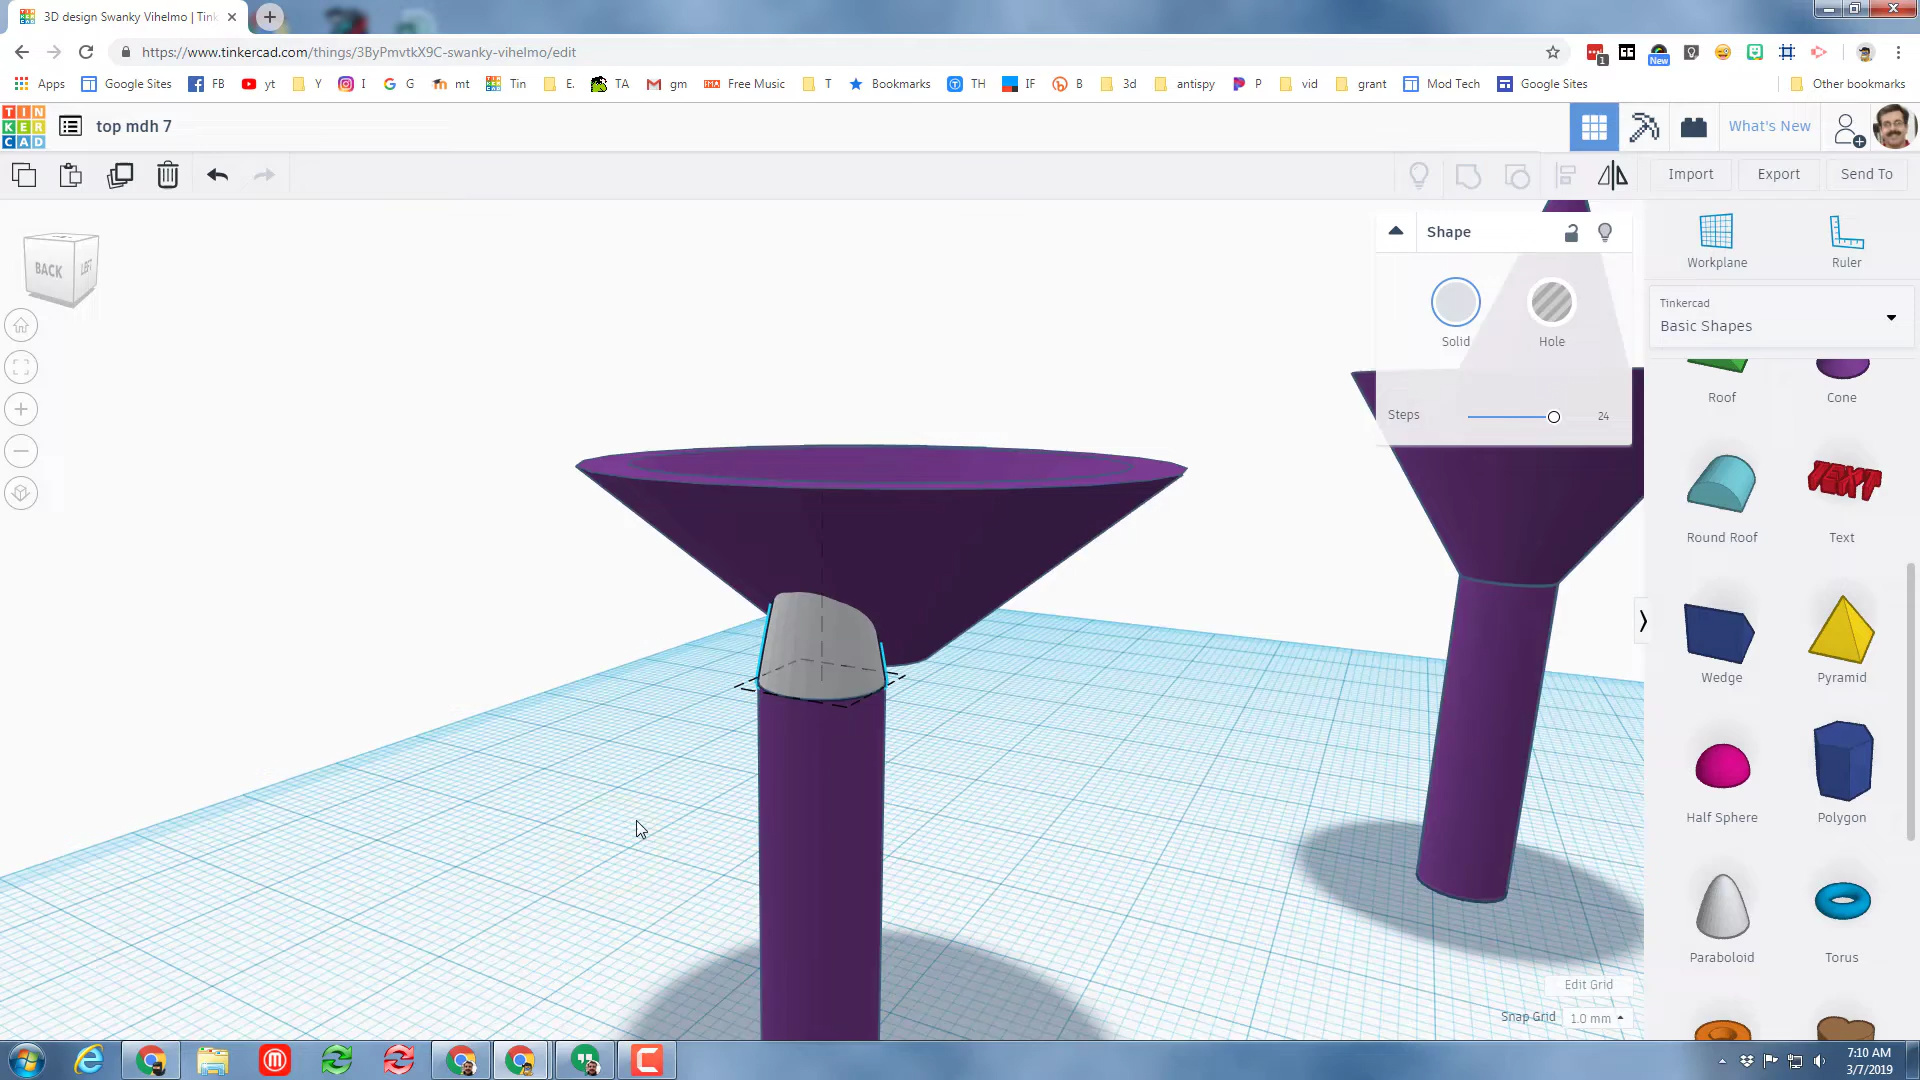 3D design Swanky Vihelmo | Tink
https://www.tinkercad.com/things/3ByPmvtkX9C-swanky-vihelmo/edit
1
New
Apps
Google Sites
FB
yt
Y
I
G
mt
Tin
E.
TA
gm
Free Music
T
Bookmarks
TH
IF
B
3d
antispy
P
vid
grant
Mod Tech
Google Sites
Other bookmarks
TIN
KER
CAD
top mdh 7
What's New
Import
Export
Send To
BACK
LEFT
Shape
Solid
Hole
Steps
24
Workplane
Ruler
Tinkercad
Basic Shapes
Roof
Cone
TEXT
Round Roof
Text
Wedge
Pyramid
Half Sphere
Polygon
Paraboloid
Torus
Edit Grid
Snap Grid
1.0 mm
7:10 AM
3/7/2019